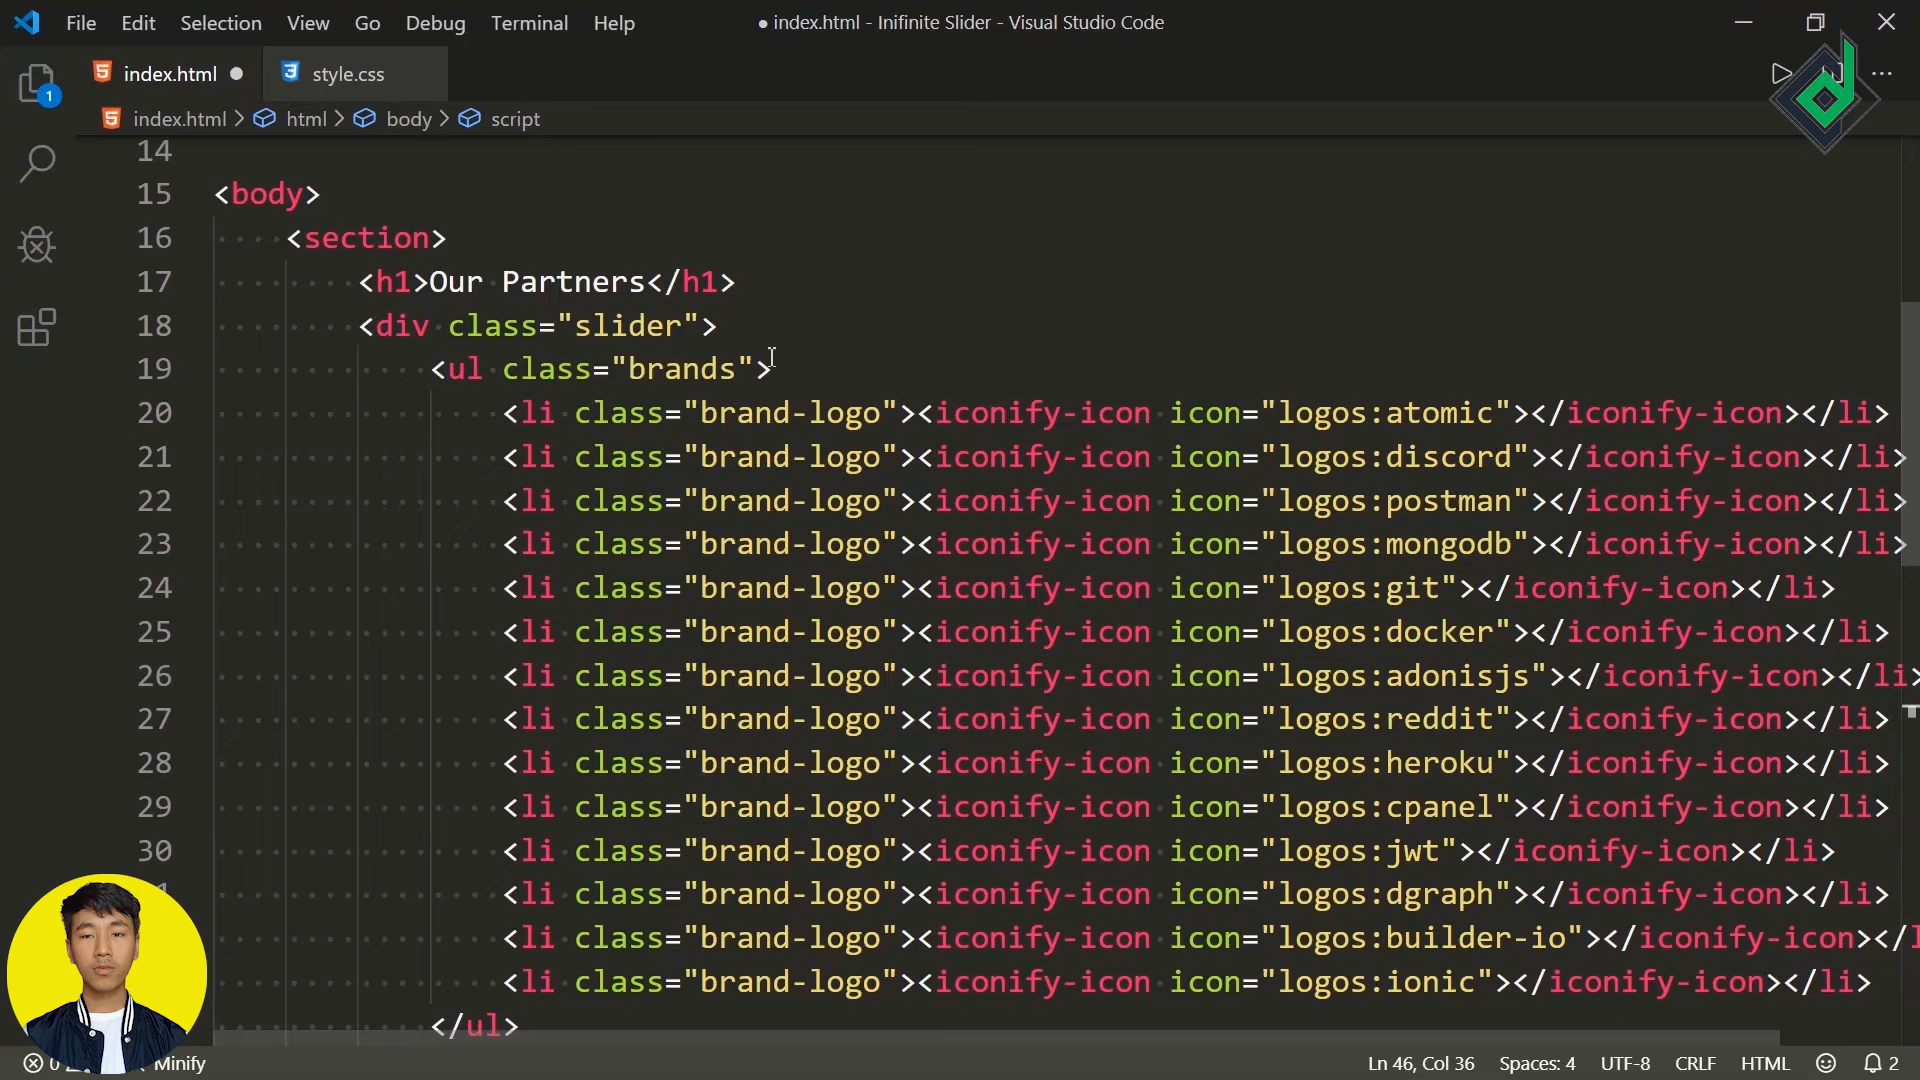 File Edit Selection View Go Debug Terminal Help ● index.html - Inifinite Slider - Visual Studio Code
index.html ● style.css
1
index.html > html > body > script
14
15 <body>
16 <section>
17 <h1>Our Partners</h1>
18 <div class="slider">
19 <ul class="brands">
20 <li class="brand-logo"><iconify-icon icon="logos:atomic"></iconify-icon></li>
21 <li class="brand-logo"><iconify-icon icon="logos:discord"></iconify-icon></li>
22 <li class="brand-logo"><iconify-icon icon="logos:postman"></iconify-icon></li>
23 <li class="brand-logo"><iconify-icon icon="logos:mongodb"></iconify-icon></li>
24 <li class="brand-logo"><iconify-icon icon="logos:git"></iconify-icon></li>
25 <li class="brand-logo"><iconify-icon icon="logos:docker"></iconify-icon></li>
26 <li class="brand-logo"><iconify-icon icon="logos:adonisjs"></iconify-icon></li>
27 <li class="brand-logo"><iconify-icon icon="logos:reddit"></iconify-icon></li>
28 <li class="brand-logo"><iconify-icon icon="logos:heroku"></iconify-icon></li>
29 <li class="brand-logo"><iconify-icon icon="logos:cpanel"></iconify-icon></li>
30 <li class="brand-logo"><iconify-icon icon="logos:jwt"></iconify-icon></li>
<li class="brand-logo"><iconify-icon icon="logos:dgraph"></iconify-icon></li>
<li class="brand-logo"><iconify-icon icon="logos:builder-io"></iconify-icon></l
<li class="brand-logo"><iconify-icon icon="logos:ionic"></iconify-icon></li>
</ul>
0 Minify Ln 46, Col 36 Spaces: 4 UTF-8 CRLF HTML 2